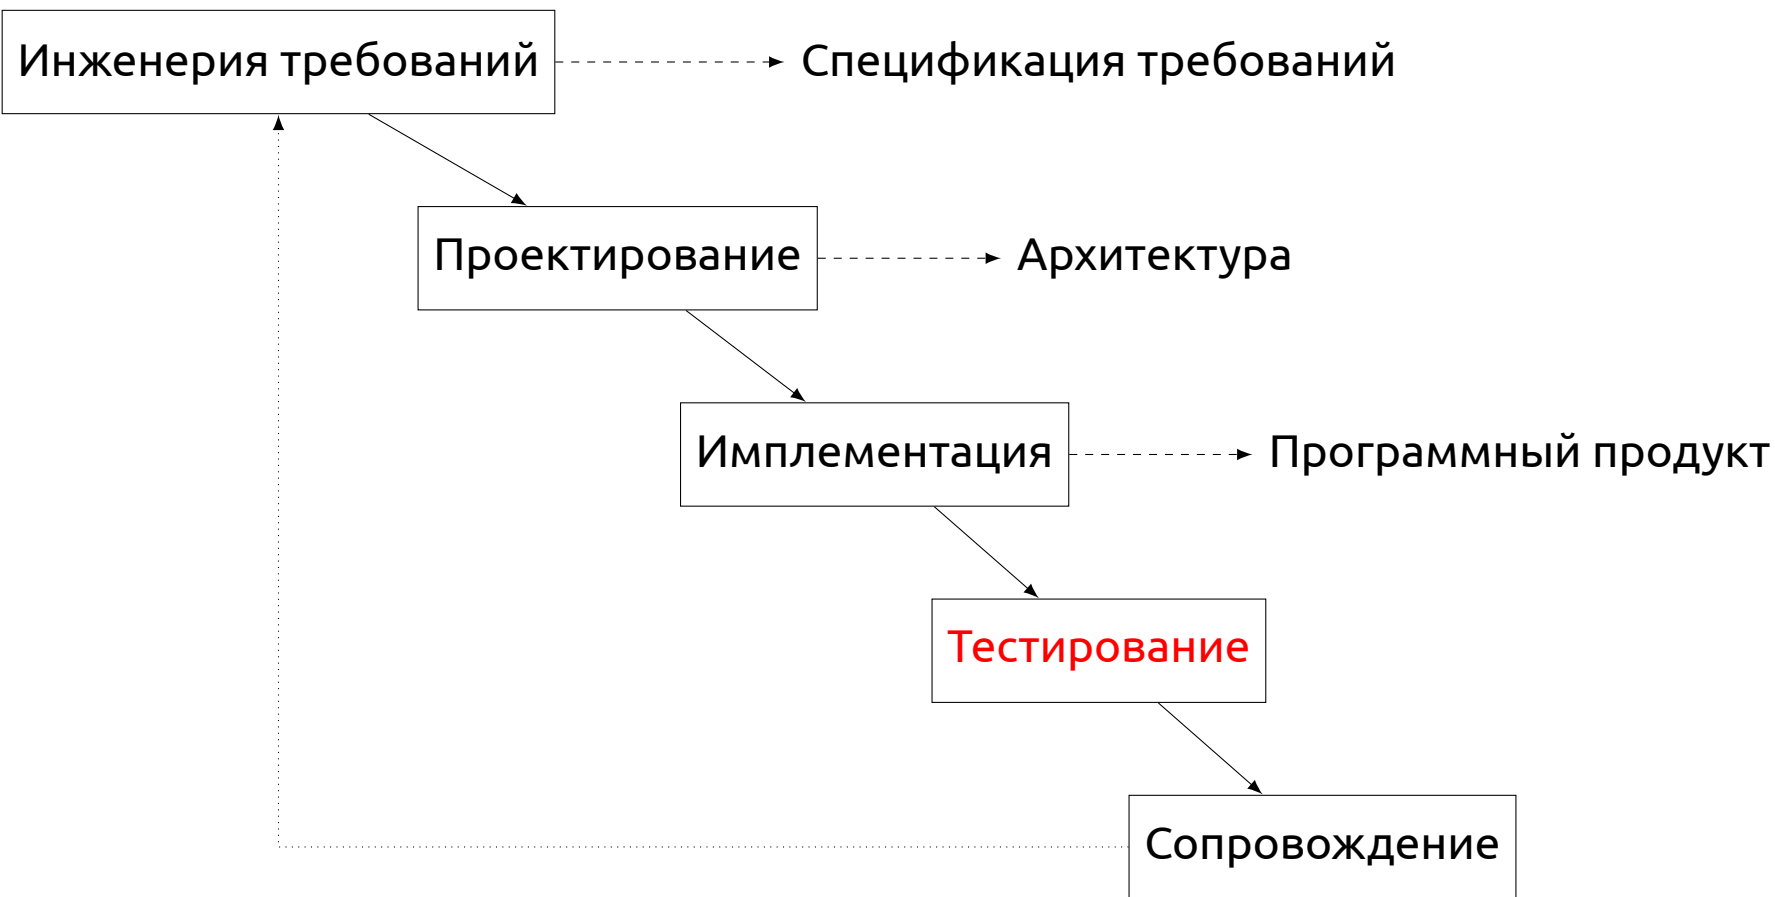 Инженерия требований
Спецификация требований
Проектирование
Архитектура
Имплементация
Программный продукт
Тестирование
Сопровождение